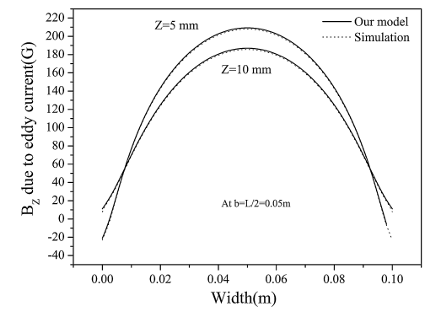 220
200
180
160
140
120
100
80
60
40
20
0
-20
-40
B_Z due to eddy current(G)
Z=5 mm
Z=10 mm
Our model
Simulation
At b=L/2=0.05m
0.00 0.02 0.04 0.06 0.08 0.10
Width(m)